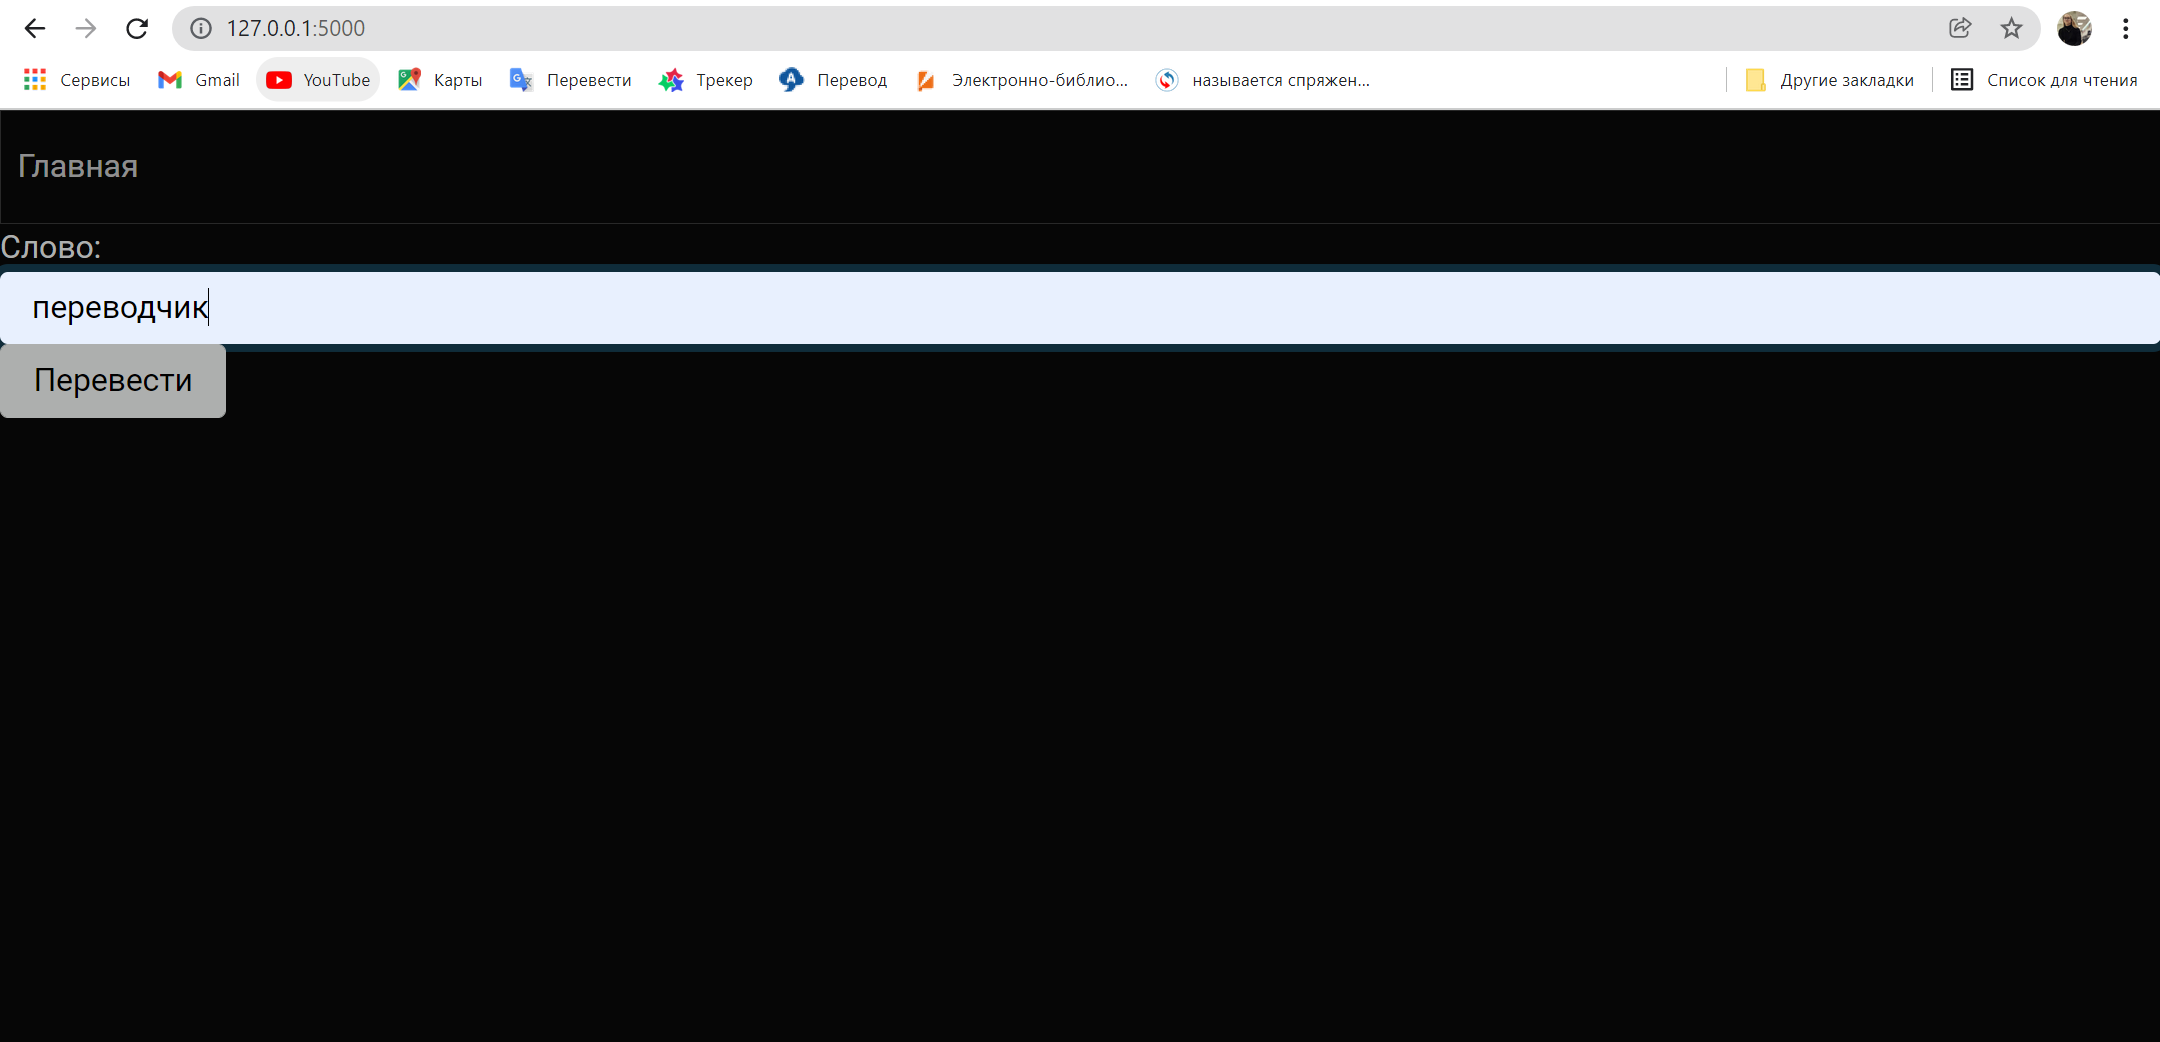 127.0.0.1:5000
Сервисы Gmail YouTube Карты Перевести Трекер Перевод Электронно-библио... называется спряжен... Другие закладки Список для чтения
Главная
Слово:
переводчик
Перевести